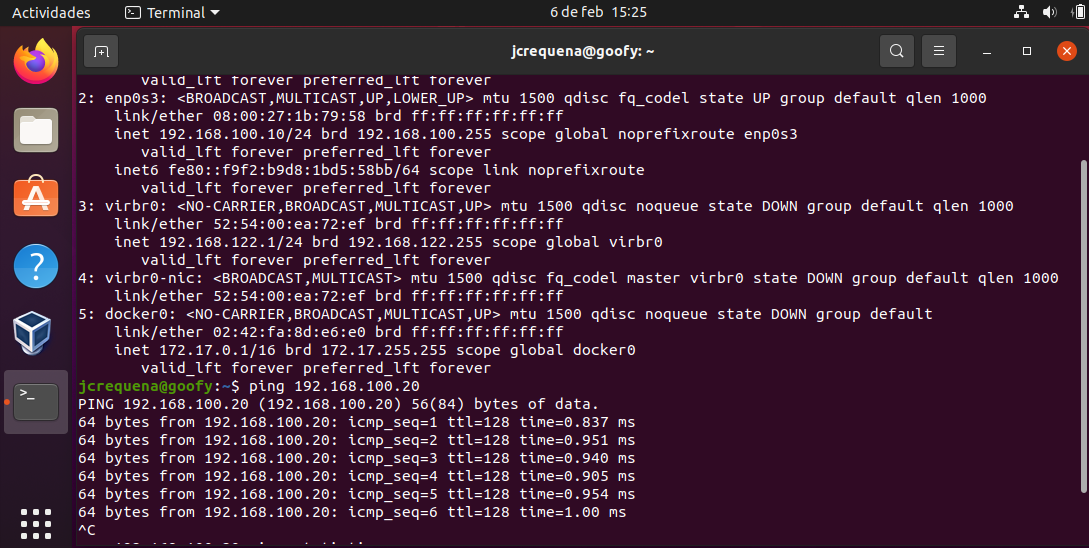 Actividades
Terminal
6 de feb 15:25
jcrequena@goofy: ~
valid_lft forever preferred_lft forever
2: enp0s3: <BROADCAST,MULTICAST,UP,LOWER_UP> mtu 1500 qdisc fq_codel state UP group default qlen 1000
link/ether 08:00:27:1b:79:58 brd ff:ff:ff:ff:ff:ff
inet 192.168.100.10/24 brd 192.168.100.255 scope global noprefixroute enp0s3
valid_lft forever preferred_lft forever
inet6 fe80::f9f2:b9d8:1bd5:58bb/64 scope link noprefixroute
valid_lft forever preferred_lft forever
3: virbr0: <NO-CARRIER,BROADCAST,MULTICAST,UP> mtu 1500 qdisc noqueue state DOWN group default qlen 1000
link/ether 52:54:00:ea:72:ef brd ff:ff:ff:ff:ff:ff
inet 192.168.122.1/24 brd 192.168.122.255 scope global virbr0
valid_lft forever preferred_lft forever
4: virbr0-nic: <BROADCAST,MULTICAST> mtu 1500 qdisc fq_codel master virbr0 state DOWN group default qlen 1000
link/ether 52:54:00:ea:72:ef brd ff:ff:ff:ff:ff:ff
5: docker0: <NO-CARRIER,BROADCAST,MULTICAST,UP> mtu 1500 qdisc noqueue state DOWN group default
link/ether 02:42:fa:8d:e6:e0 brd ff:ff:ff:ff:ff:ff
inet 172.17.0.1/16 brd 172.17.255.255 scope global docker0
valid_lft forever preferred_lft forever
jcrequena@goofy:~$ ping 192.168.100.20
PING 192.168.100.20 (192.168.100.20) 56(84) bytes of data.
64 bytes from 192.168.100.20: icmp_seq=1 ttl=128 time=0.837 ms
64 bytes from 192.168.100.20: icmp_seq=2 ttl=128 time=0.951 ms
64 bytes from 192.168.100.20: icmp_seq=3 ttl=128 time=0.940 ms
64 bytes from 192.168.100.20: icmp_seq=4 ttl=128 time=0.905 ms
64 bytes from 192.168.100.20: icmp_seq=5 ttl=128 time=0.954 ms
64 bytes from 192.168.100.20: icmp_seq=6 ttl=128 time=1.00 ms
^C